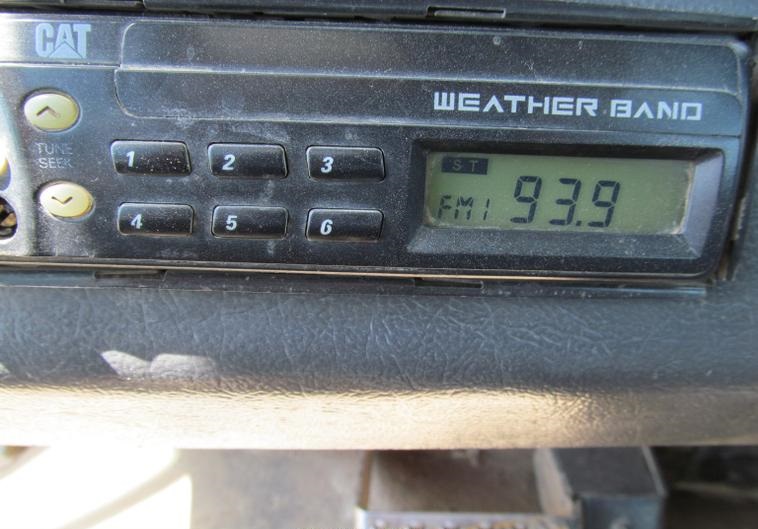 CAT
WEATHER BAND
TUNE
SEEK
1 2 3
4 5 6
ST
FM1 93.9